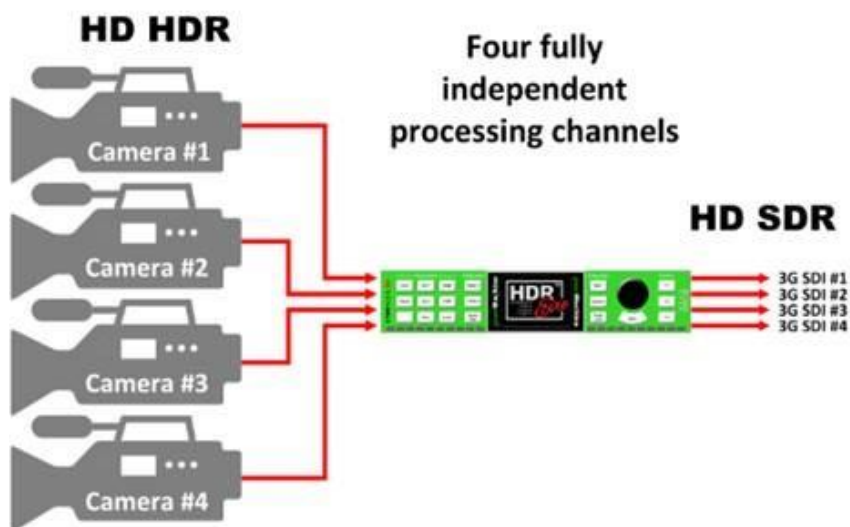 HD HDR
Four fully
independent
processing channels
Camera #1
Camera #2
Camera #3
Camera #4
HDR
HD SDR
3G SDI #1
3G SDI #2
3G SDI #3
3G SDI #4